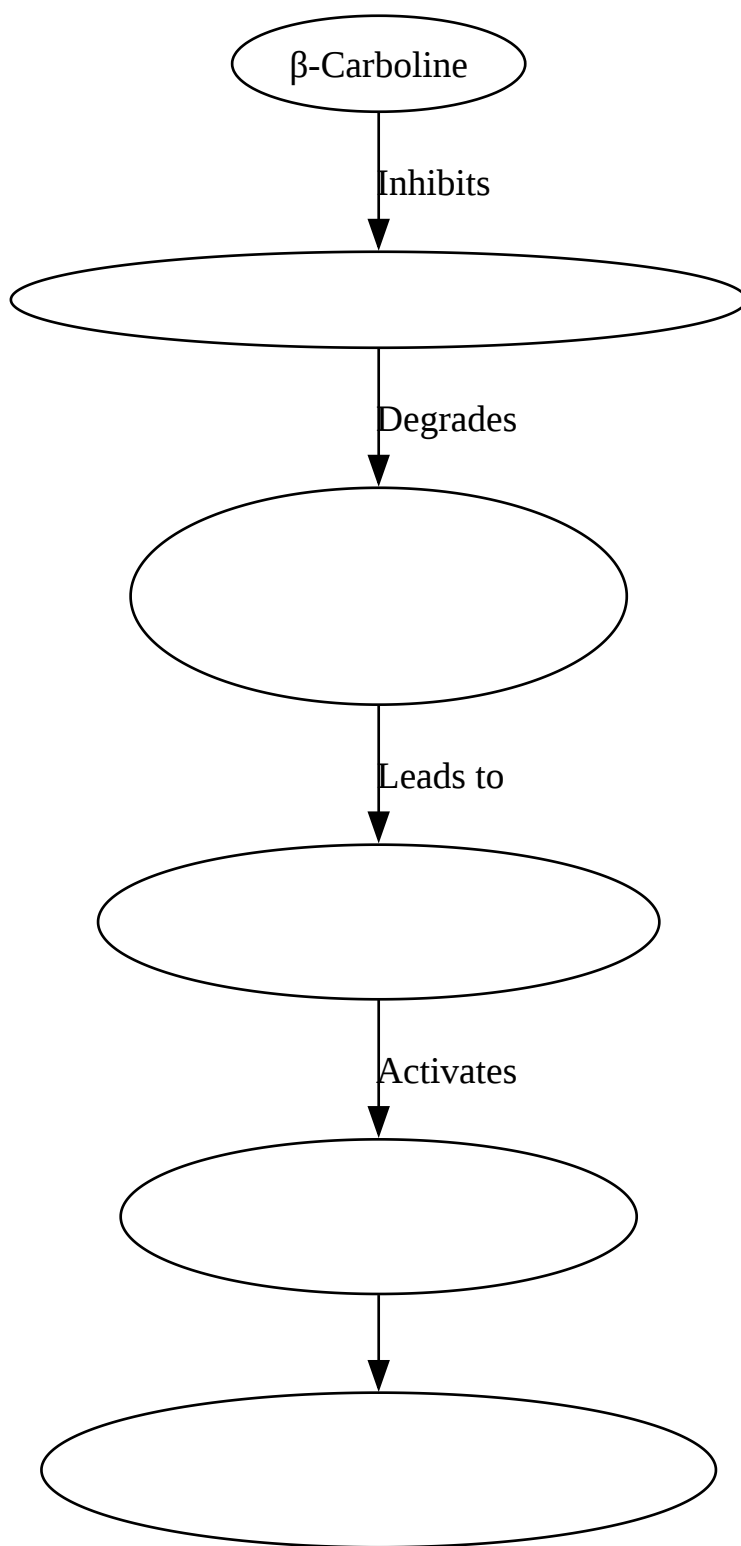 β-Carboline
Inhibits
Degrades
Leads to
Activates